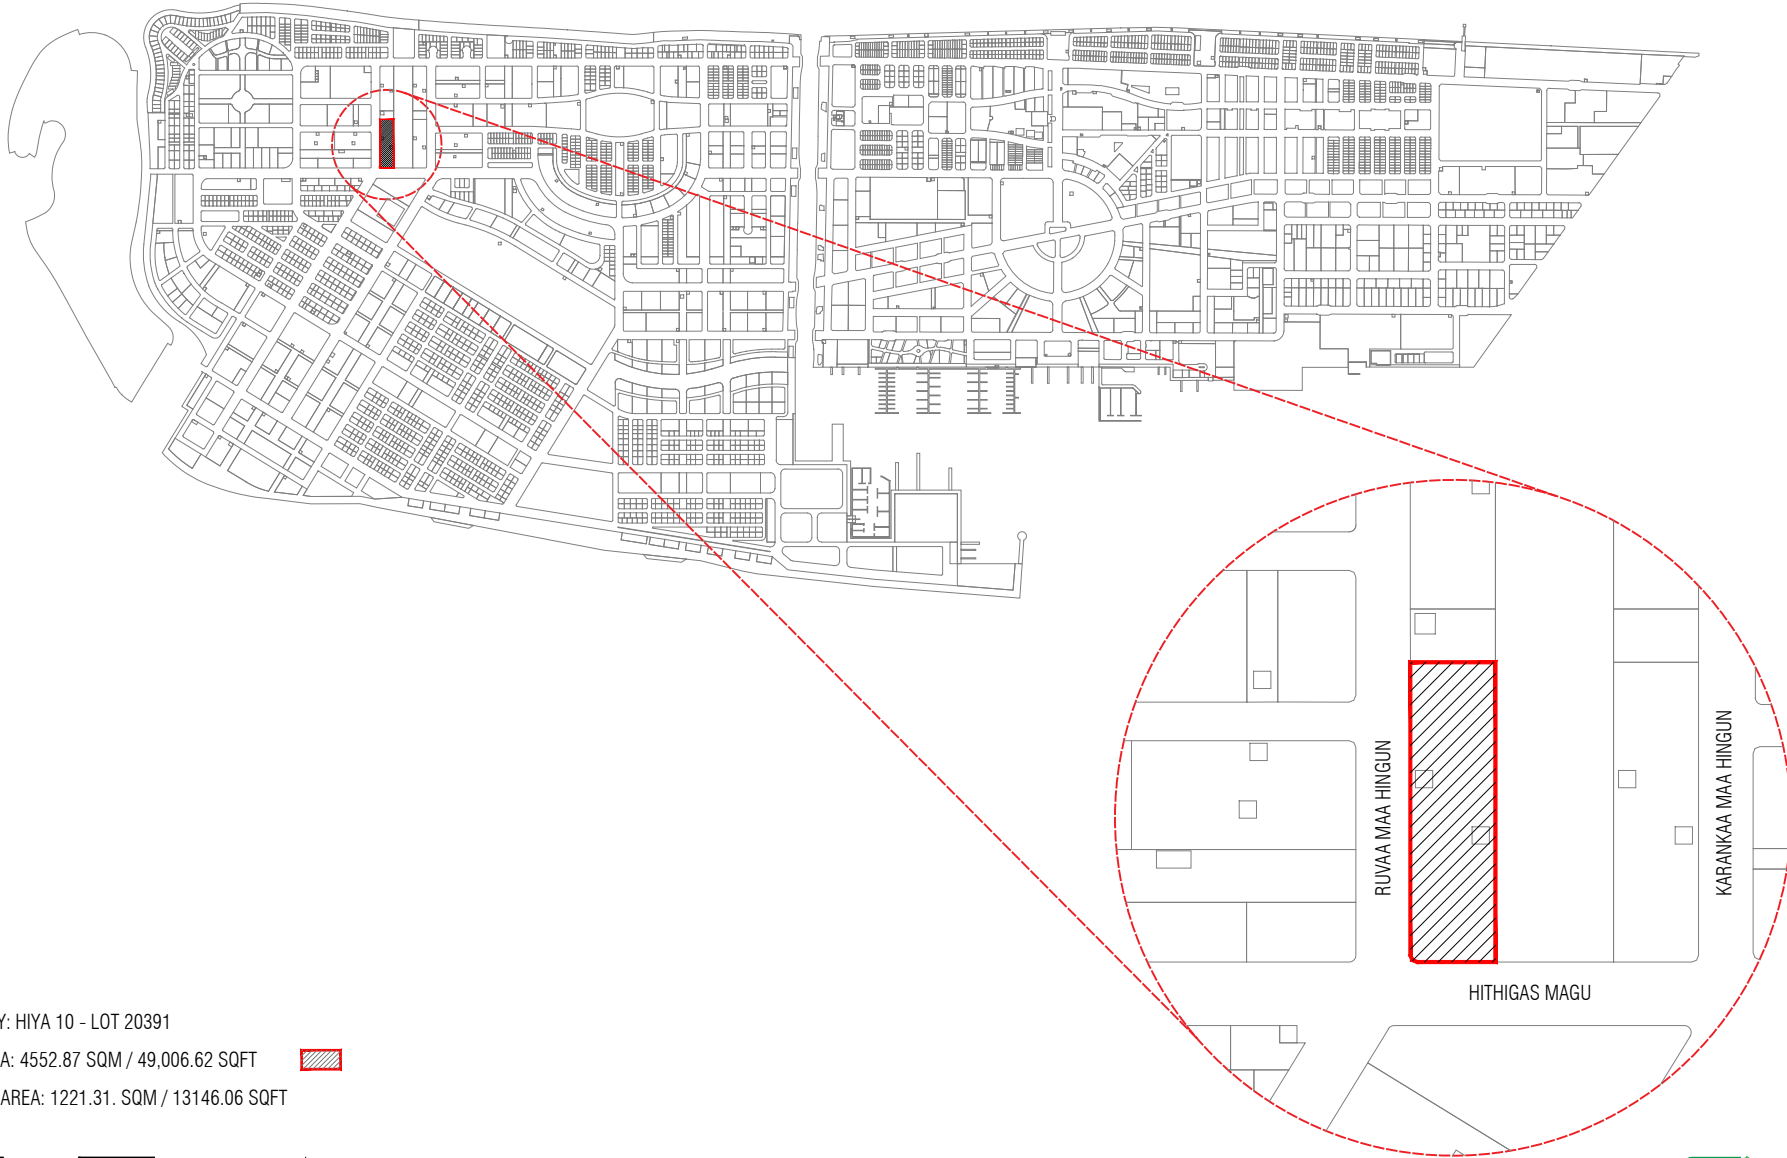 RUVAA MAA HINGUN
KARANKAA MAA HINGUN
HITHIGAS MAGU
Y: HIYA 10 - LOT 20391
A: 4552.87 SQM / 49,006.62 SQFT
AREA: 1221.31. SQM / 13146.06 SQFT